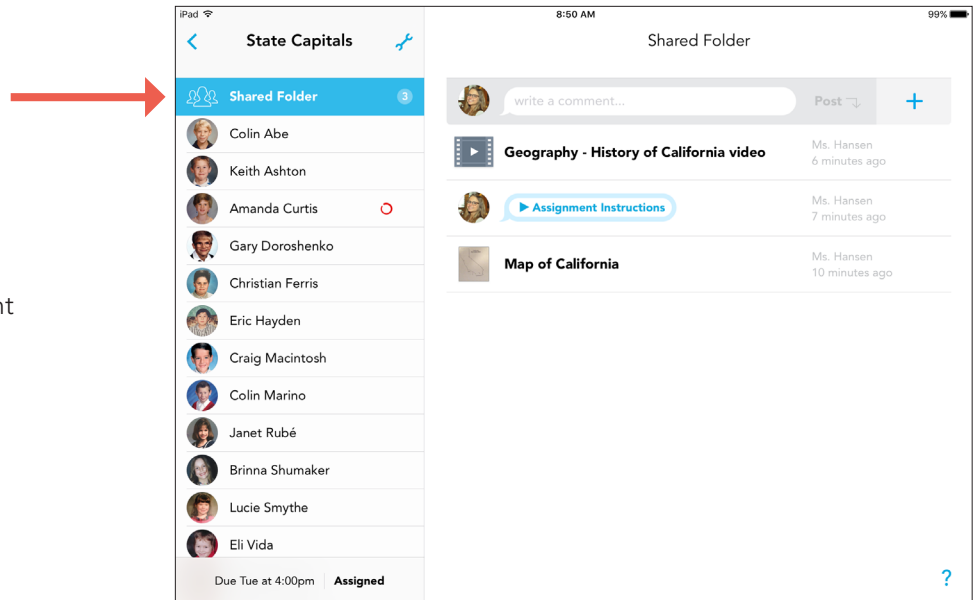 iPad
8:50 AM
99%
State Capitals
Shared Folder
Shared Folder
3
Colin Abe
Keith Ashton
Amanda Curtis
Gary Doroshenko
Christian Ferris
Eric Hayden
Craig Macintosh
Colin Marino
Janet Rubé
Brinna Shumaker
Lucie Smythe
Eli Vida
Due Tue at 4:00pm
Assigned
write a comment...
Post
+
Geography - History of California video
Ms. Hansen
6 minutes ago
Assignment Instructions
Ms. Hansen
7 minutes ago
Map of California
Ms. Hansen
10 minutes ago
?
nt